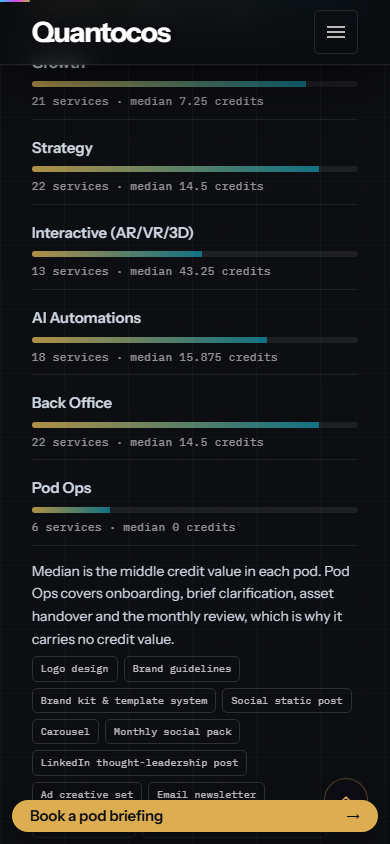 Quantocos
Growth
21 services · median 7.25 credits
Strategy
22 services · median 14.5 credits
Interactive (AR/VR/3D)
13 services · median 43.25 credits
AI Automations
18 services · median 15.875 credits
Back Office
22 services · median 14.5 credits
Pod Ops
6 services · median 0 credits
Median is the middle credit value in each pod. Pod
Ops covers onboarding, brief clarification, asset
handover and the monthly review, which is why it
carries no credit value.
Logo design Brand guidelines
Brand kit & template system Social static post
Carousel Monthly social pack
LinkedIn thought-leadership post
Ad creative set Email newsletter
Book a pod briefing →